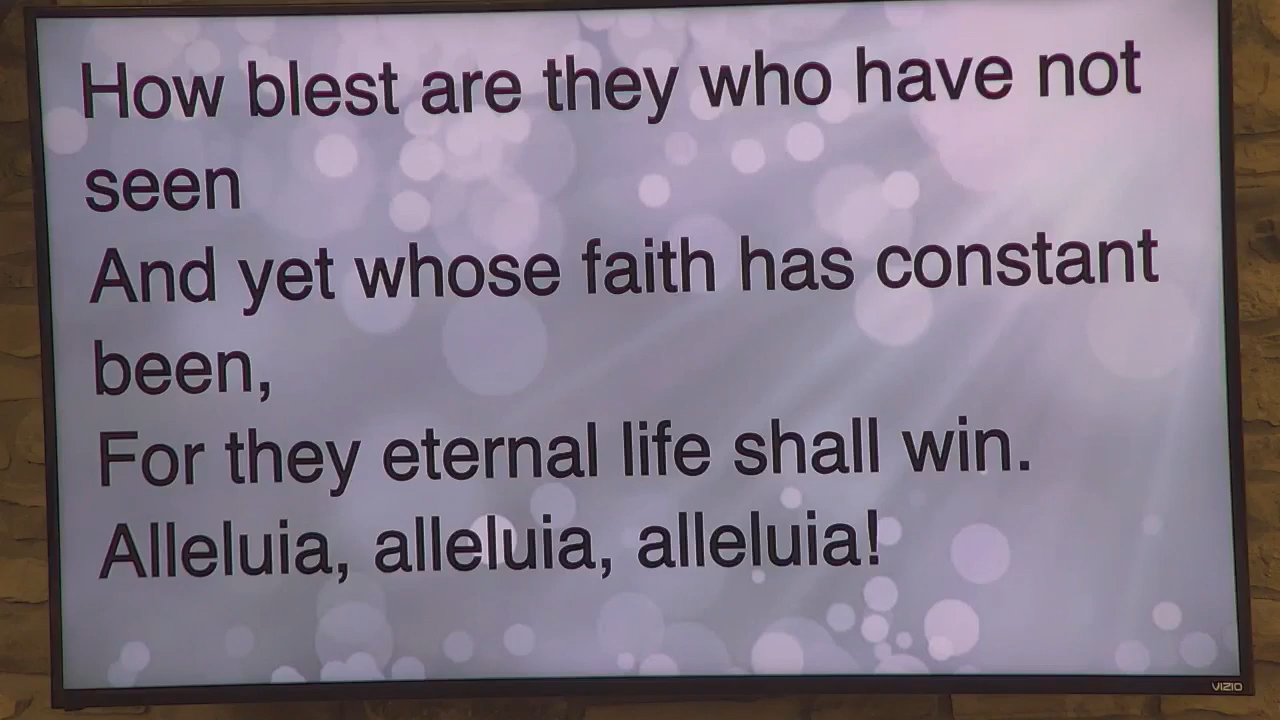 How blest are they who have not
seen
And yet whose faith has constant
been,
For they eternal life shall win.
Alleluia, alleluia, alleluia!
VIZIO